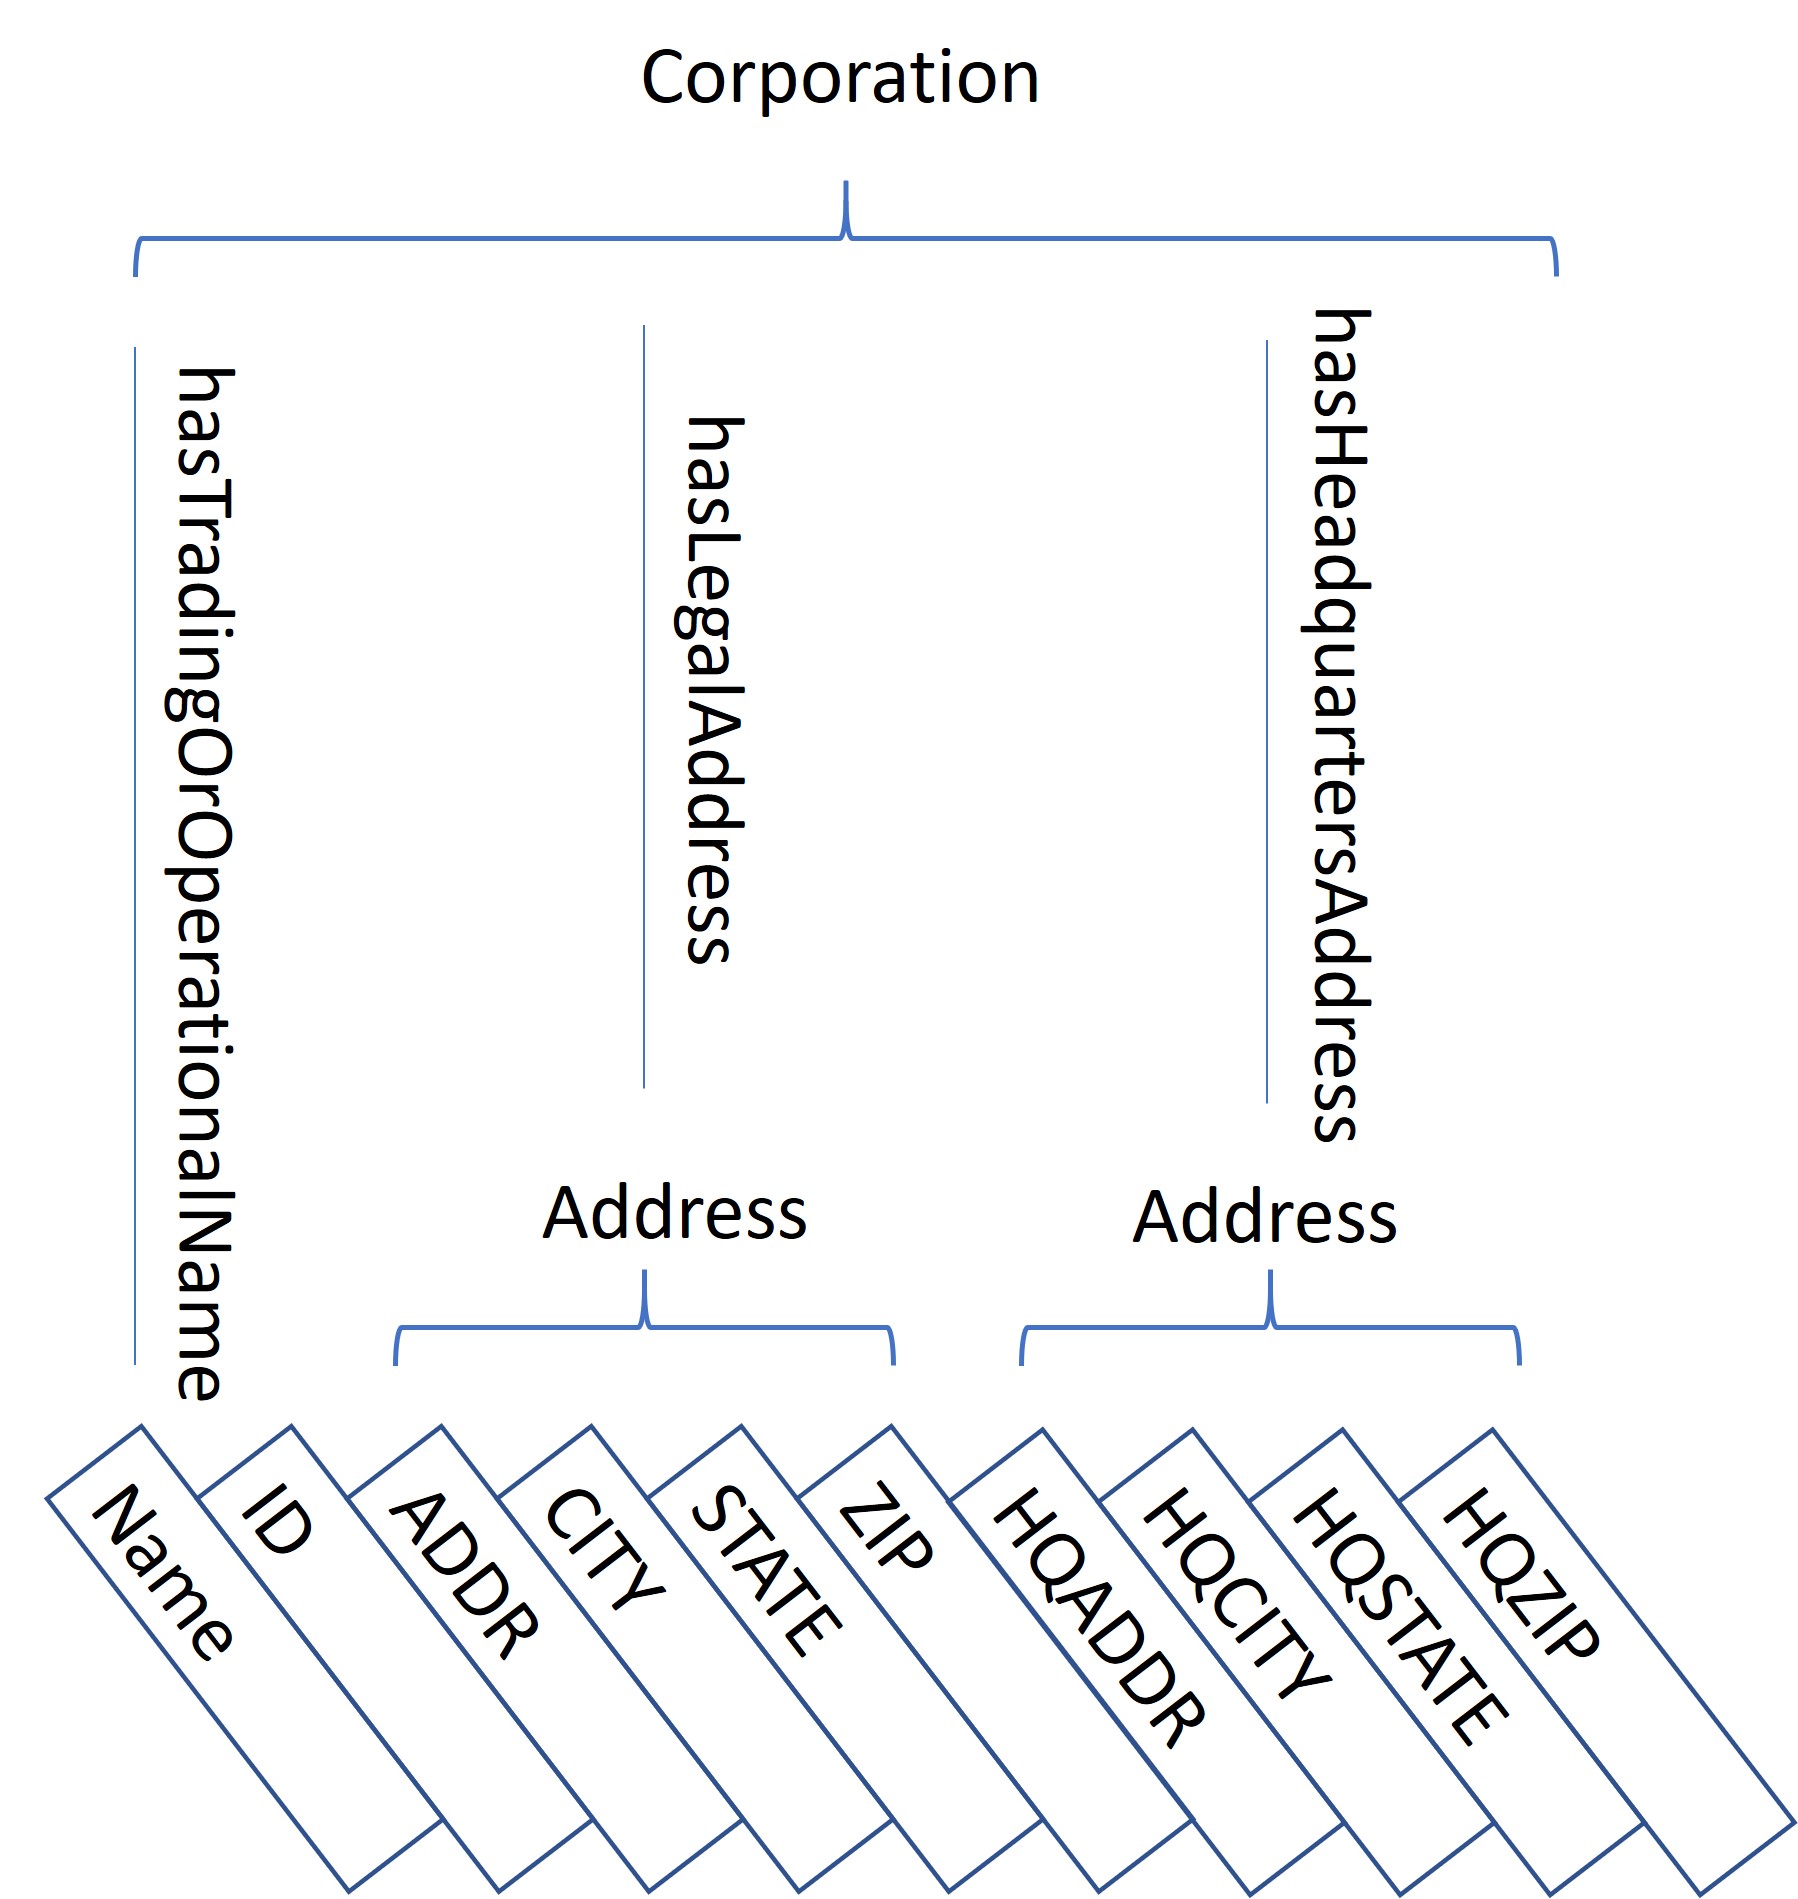 Corporation
hasTradingOrOperationalName
hasLegalAddress
hasHeadquartersAddress
Address
Address
Name
ID
ADDR
CITY
STATE
ZIP
HQADDR
HQCITY
HQSTATE
HQZIP